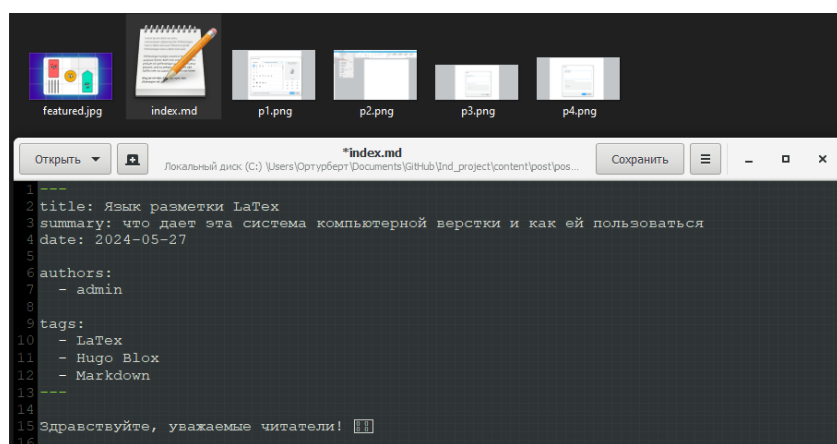 featured.jpg index.md p1.png p2.png p3.png p4.png
Открыть *index.md Сохранить
Локальный диск (C:) \Users\Ортурберт\Documents\GitHub\Ind_project\content\post\pos...
1 ---
2 title: Язык разметки LaTex
3 summary: что дает эта система компьютерной верстки и как ей пользоваться
4 date: 2024-05-27
5
6 authors:
7 - admin
8
9 tags:
10 - LaTex
11 - Hugo Blox
12 - Markdown
13 ---
14
15 Здравствуйте, уважаемые читатели!
16